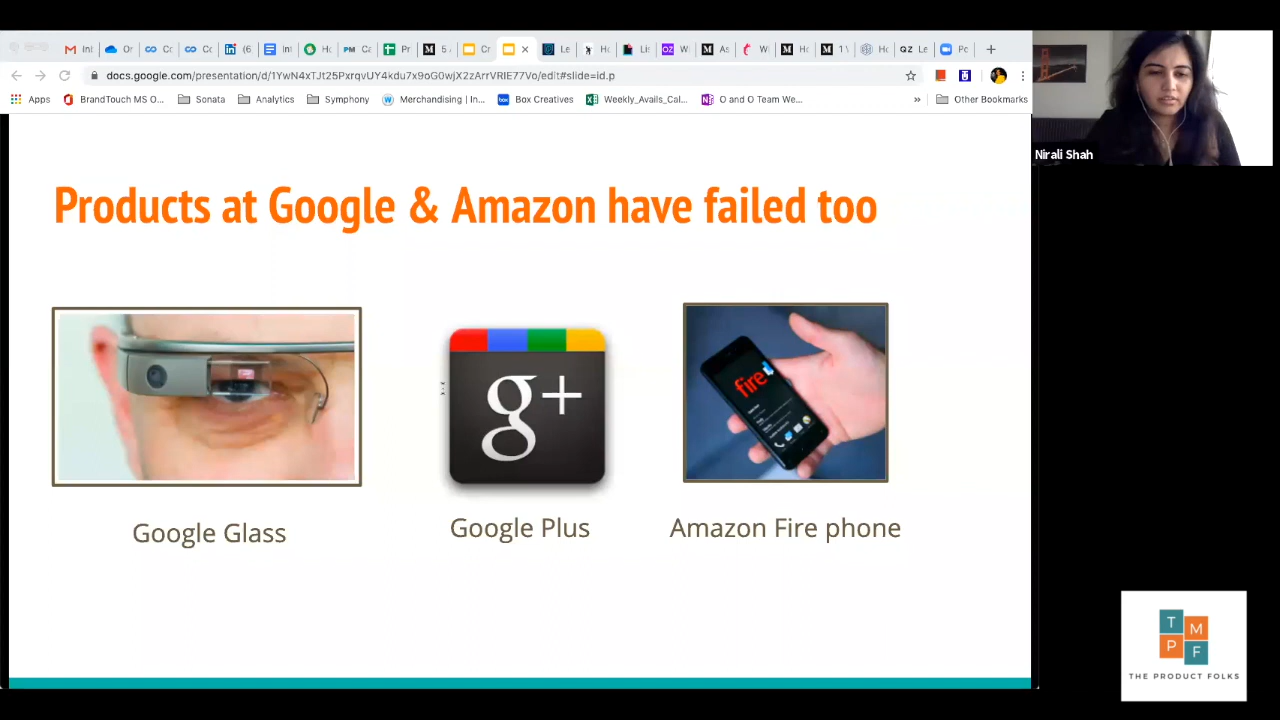 docs.google.com/presentation/d/1YwN4xTJt25PxrqvUY4kdu7x9oG0wjX2zArrVRIE77Vo/edit#slide=id.p
Apps BrandTouch MS O... Sonata Analytics Symphony Merchandising | In... Box Creatives Weekly_Avails_Cal... O and O Team We... » Other Bookmarks
Nirali Shah
Products at Google & Amazon have failed too
g+
fire
Google Glass
Google Plus
Amazon Fire phone
T M
P F
THE PRODUCT FOLKS